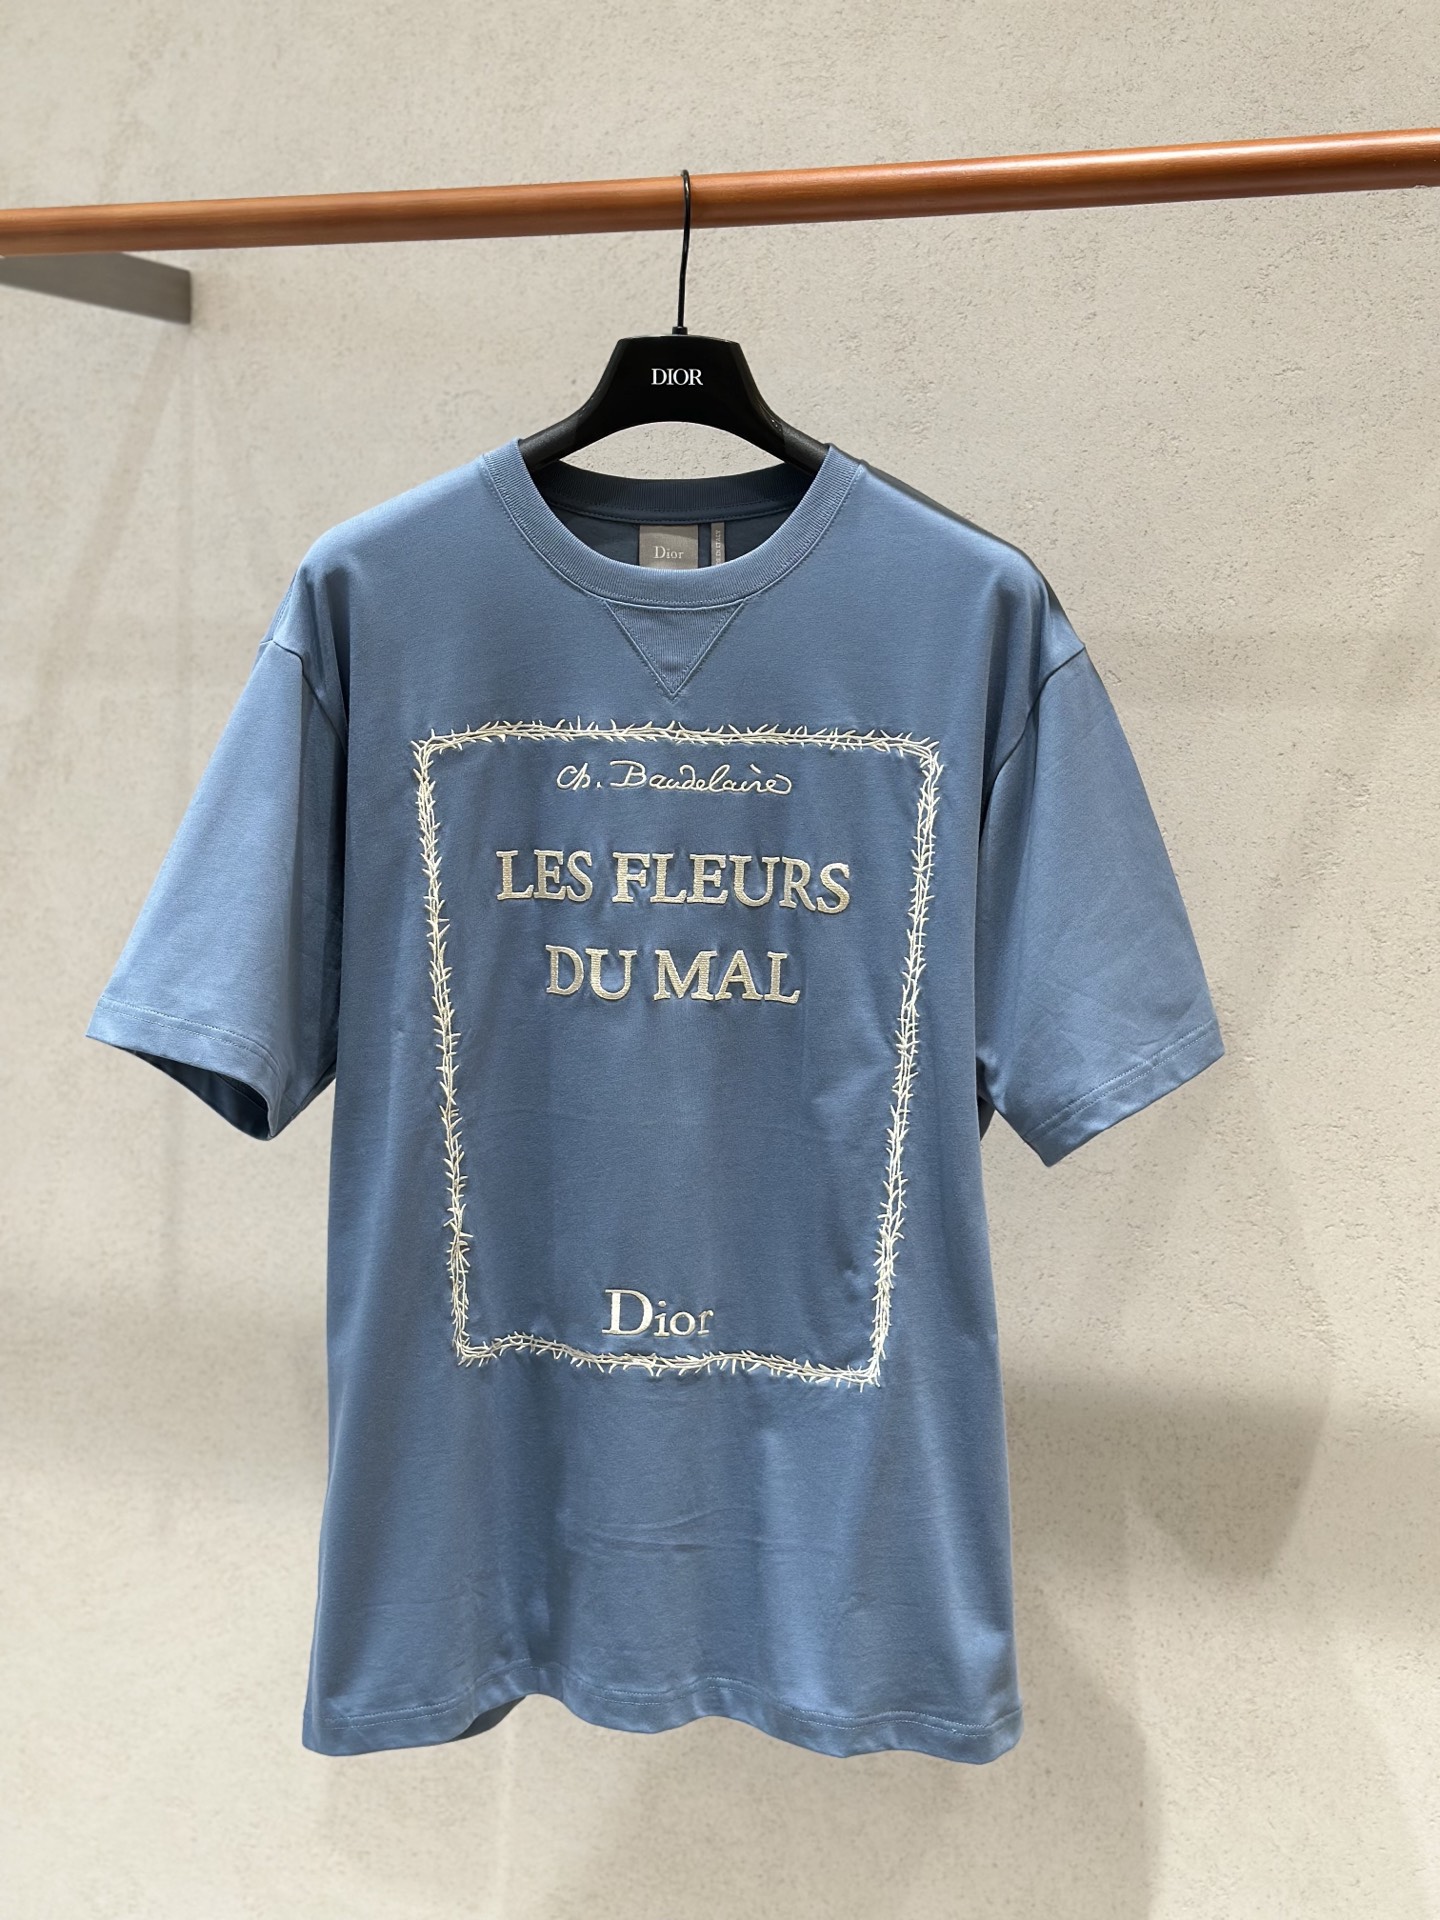 DIOR
Dior
Ch. Baudelaire
LES FLEURS
DU MAL
Dior